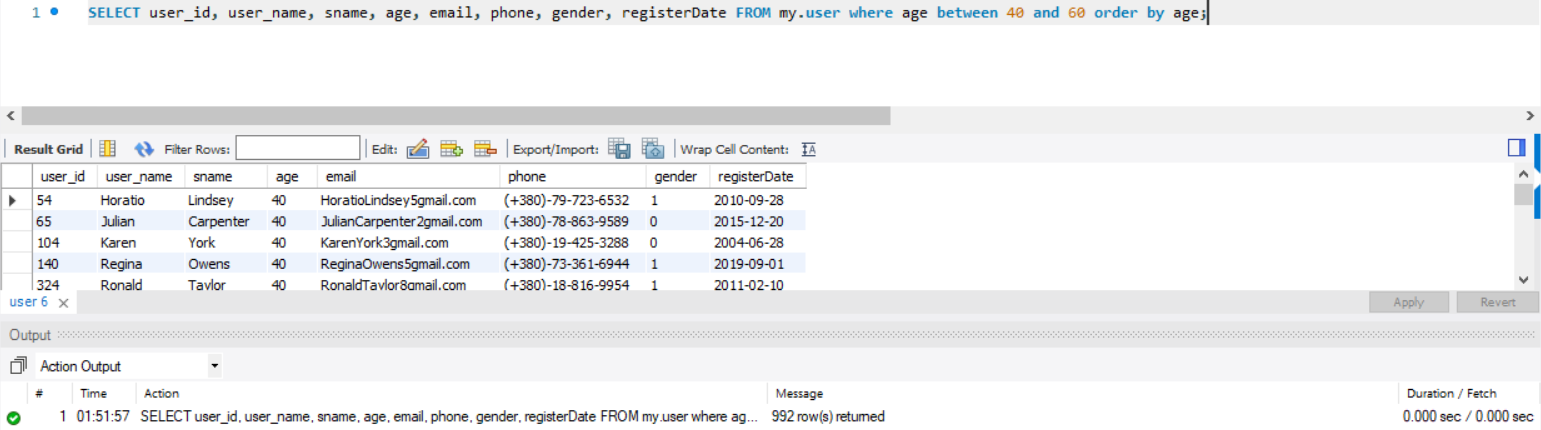 1 SELECT user_id, user_name, sname, age, email, phone, gender, registerDate FROM my.user where age between 40 and 60 order by age;
Result Grid Filter Rows: Edit: Export/Import: Wrap Cell Content: IA
user_id user_name sname age email phone gender registerDate
54 Horatio Lindsey 40 HoratioLindsey5gmail.com (+380)-79-723-6532 1 2010-09-28
65 Julian Carpenter 40 JulianCarpenter2gmail.com (+380)-78-863-9589 0 2015-12-20
104 Karen York 40 KarenYork3gmail.com (+380)-19-425-3288 0 2004-06-28
140 Regina Owens 40 ReginaOwens5gmail.com (+380)-73-361-6944 1 2019-09-01
324 Ronald Taylor 40 RonaldTaylor8gmail.com (+380)-18-816-9954 1 2011-02-10
user 6 Apply Revert
Output
Action Output
# Time Action Message Duration / Fetch
1 01:51:57 SELECT user_id, user_name, sname, age, email, phone, gender, registerDate FROM my.user where ag... 992 row(s) returned 0.000 sec / 0.000 sec